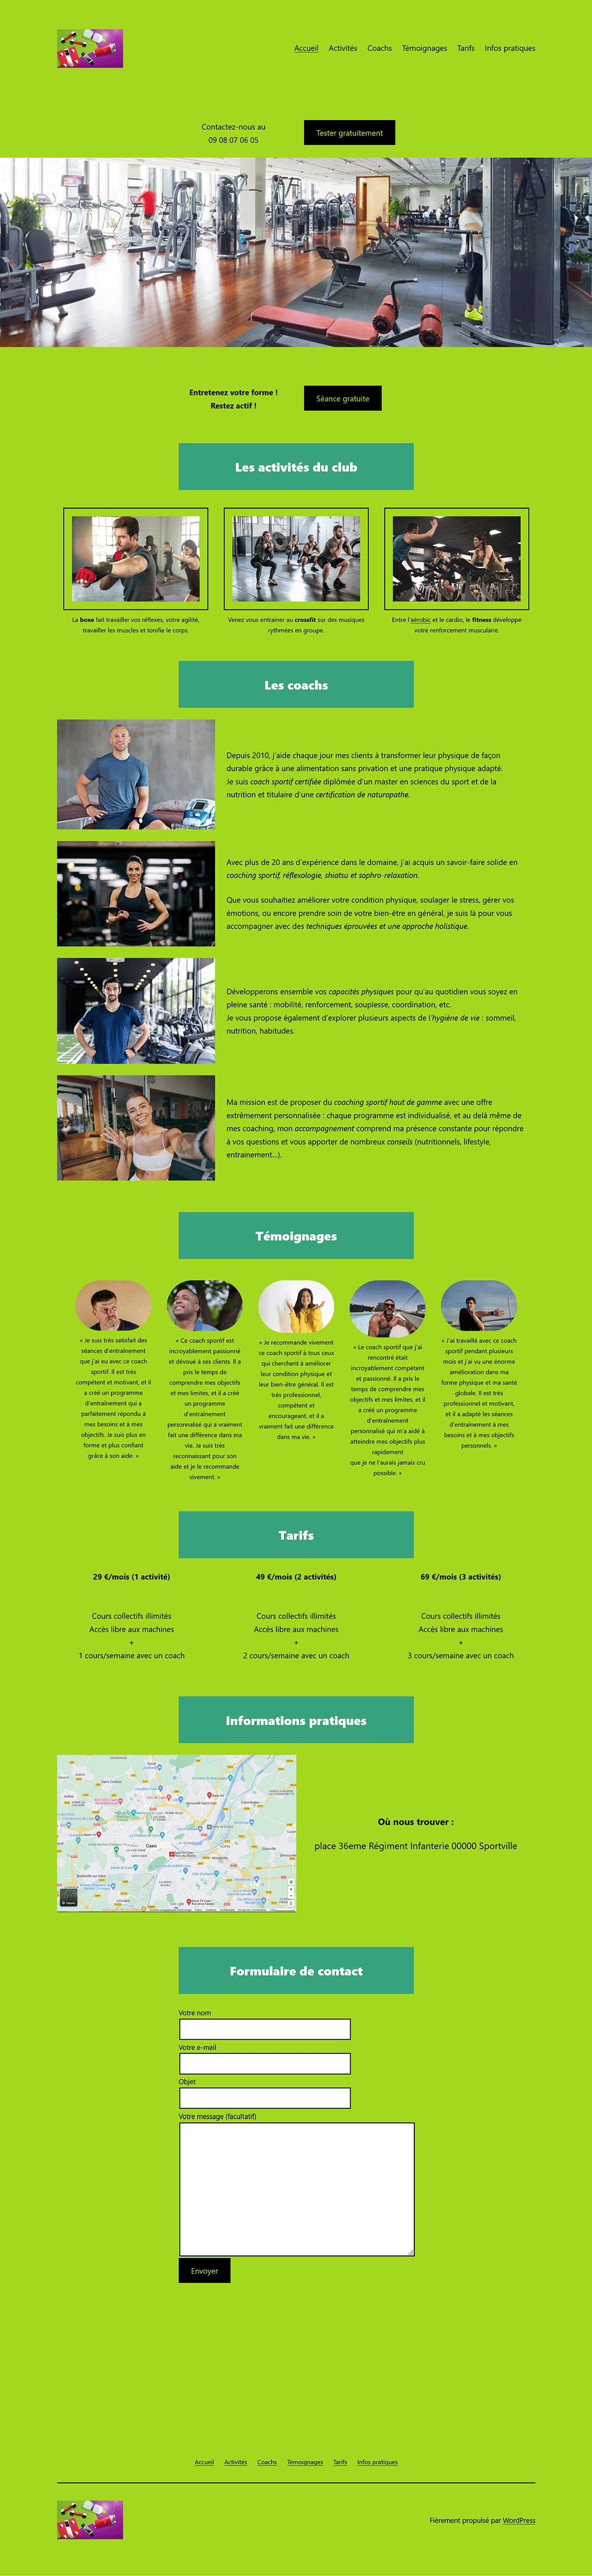 Accueil Activités Coachs Témoignages Tarifs Infos pratiques
Contactez-nous au
09 08 07 06 05
Tester gratuitement
Entretenez votre forme !
Restez actif !
Séance gratuite
Les activités du club
La boxe fait travailler vos réflexes, votre agilité,
travailler les muscles et tonifie le corps.
Venez vous entrainer au crossfit sur des musiques
rythmées en groupe.
Entre l'aérobic et le cardio, le fitness développe
votre renforcement musculaire.
Les coachs
Depuis 2010, j'aide chaque jour mes clients à transformer leur physique de façon
durable grâce à une alimentation sans privation et une pratique physique adapté.
Je suis coach sportif certifiée diplômée d'un master en sciences du sport et de la
nutrition et titulaire d'une certification de naturopathe.
Avec plus de 20 ans d'expérience dans le domaine, j'ai acquis un savoir-faire solide en
coaching sportif, réflexologie, shiatsu et sophro-relaxation.
Que vous souhaitiez améliorer votre condition physique, soulager le stress, gérer vos
émotions, ou encore prendre soin de votre bien-être en général, je suis là pour vous
accompagner avec des techniques éprouvées et une approche holistique.
Développerons ensemble vos capacités physiques pour qu'au quotidien vous soyez en
pleine santé : mobilité, renforcement, souplesse, coordination, etc.
Je vous propose également d'explorer plusieurs aspects de l'hygiène de vie : sommeil,
nutrition, habitudes.
Ma mission est de proposer du coaching sportif haut de gamme avec une offre
extrêmement personnalisée : chaque programme est individualisé, et au delà même de
mes coaching, mon accompagnement comprend ma présence constante pour répondre
à vos questions et vous apporter de nombreux conseils (nutritionnels, lifestyle,
entrainement…).
Témoignages
« Je suis très satisfait des
séances d'entraînement
que j'ai eu avec ce coach
sportif. Il est très
compétent et motivant, et il
a créé un programme
d'entraînement qui a
parfaitement répondu à
mes besoins et à mes
objectifs. Je suis plus en
forme et plus confiant
grâce à son aide. »
« Ce coach sportif est
incroyablement passionné
et dévoué à ses clients. Il a
pris le temps de
comprendre mes objectifs
et mes limites, et il a créé
un programme
d'entraînement
personnalisé qui a vraiment
fait une différence dans ma
vie. Je suis très
reconnaissant pour son
aide et je le recommande
vivement. »
« Je recommande vivement
ce coach sportif à tous ceux
qui cherchent à améliorer
leur condition physique et
leur bien-être général. Il est
très professionnel,
compétent et
encourageant, et il a
vraiment fait une différence
dans ma vie. »
« Le coach sportif que j'ai
rencontré était
incroyablement compétent
et passionné. Il a pris le
temps de comprendre mes
objectifs et mes limites, et il
a créé un programme
d'entraînement
personnalisé qui m'a aidé à
atteindre mes objectifs plus
rapidement
que je ne l'aurais jamais cru
possible. »
« J'ai travaillé avec ce coach
sportif pendant plusieurs
mois et j'ai vu une énorme
amélioration dans ma
forme physique et ma santé
globale. Il est très
professionnel et motivant,
et il a adapté les séances
d'entraînement à mes
besoins et à mes objectifs
personnels. »
Tarifs
29 €/mois (1 activité)
Cours collectifs illimités
Accès libre aux machines
+
1 cours/semaine avec un coach
49 €/mois (2 activités)
Cours collectifs illimités
Accès libre aux machines
+
2 cours/semaine avec un coach
69 €/mois (3 activités)
Cours collectifs illimités
Accès libre aux machines
+
3 cours/semaine avec un coach
Informations pratiques
Caen
Où nous trouver :
place 36eme Régiment Infanterie 00000 Sportville
Formulaire de contact
Votre nom
Votre e-mail
Objet
Votre message (facultatif)
Envoyer
Accueil Activités Coachs Témoignages Tarifs Infos pratiques
Fièrement propulsé par WordPress